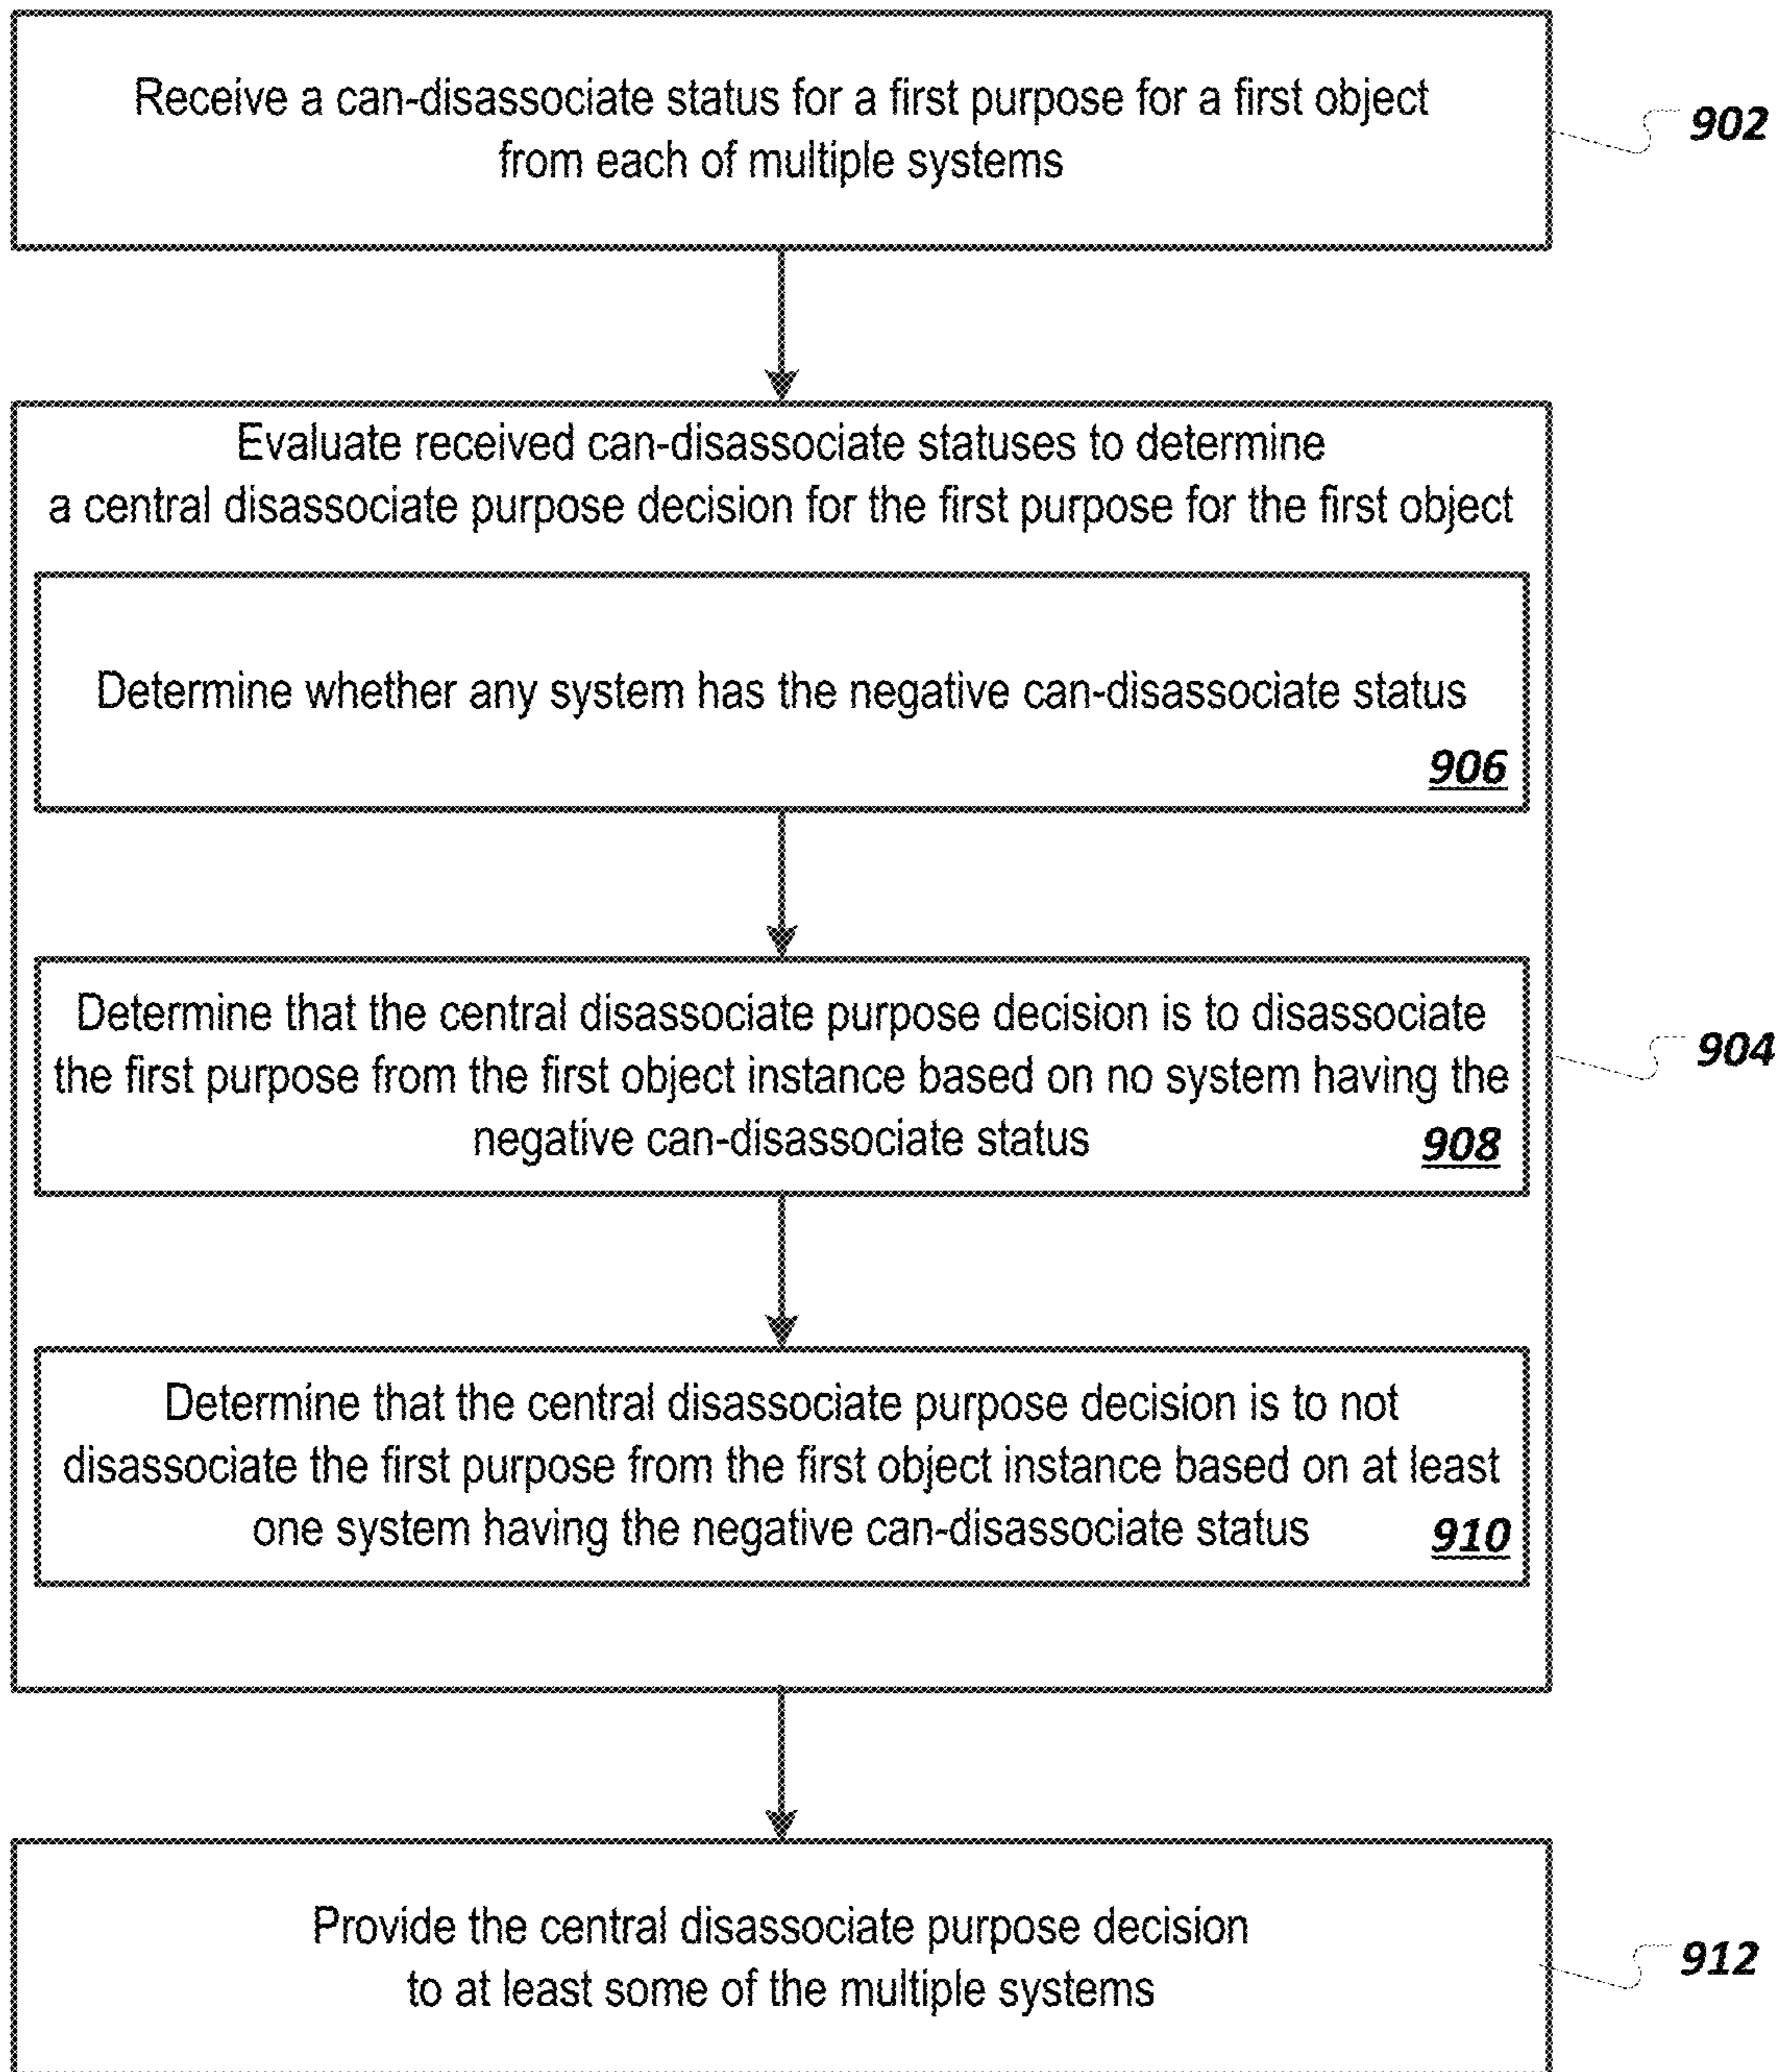 Receive a can-disassociate status for a first purpose for a first object
from each of multiple systems
902
Evaluate received can-disassociate statuses to determine
a central disassociate purpose decision for the first purpose for the first object
Determine whether any system has the negative can-disassociate status
906
Determine that the central disassociate purpose decision is to disassociate
the first purpose from the first object instance based on no system having the
negative can-disassociate status
908
904
Determine that the central disassociate purpose decision is to not
disassociate the first purpose from the first object instance based on at least
one system having the negative can-disassociate status
910
Provide the central disassociate purpose decision
to at least some of the multiple systems
912